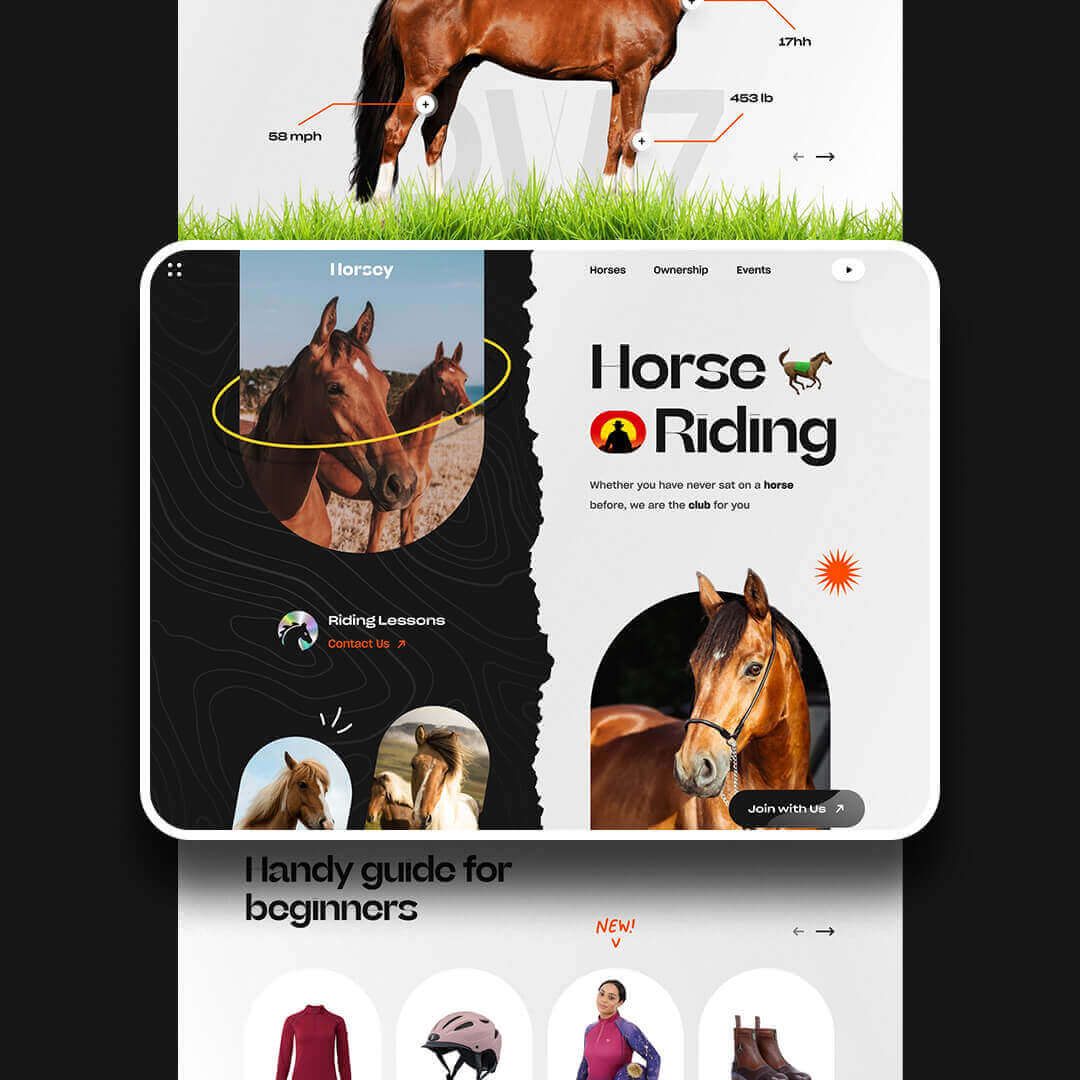 17hh
453 lb
58 mph
Horsey
Horses Ownership Events
Horse
Riding
Whether you have never sat on a horse
before, we are the club for you
Riding Lessons
Contact Us
Join with Us
Handy guide for
beginners
NEW!